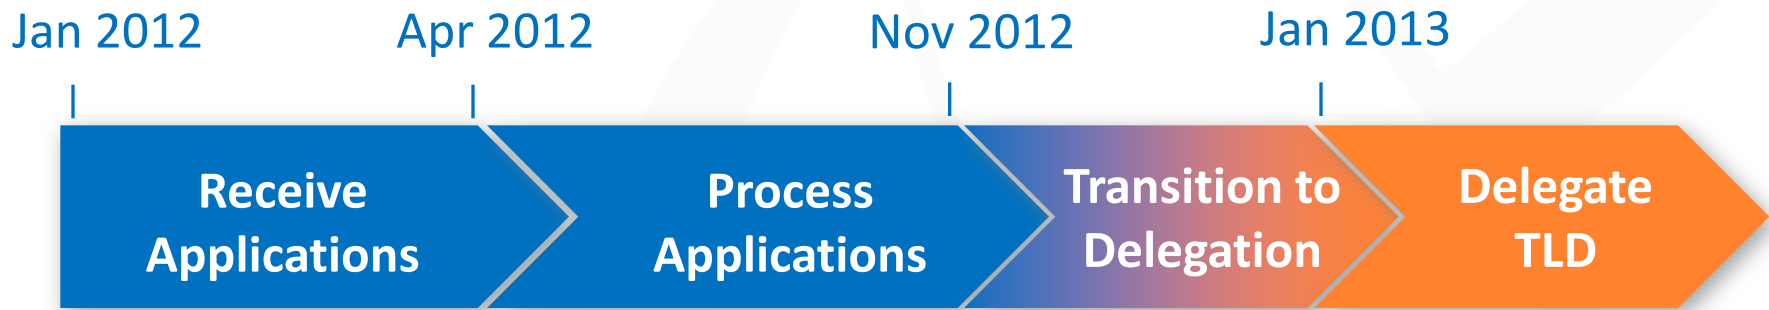 Jan 2012
Apr 2012
Nov 2012
Jan 2013
Receive
Applications
Process
Applications
Transition to
Delegation
Delegate
TLD